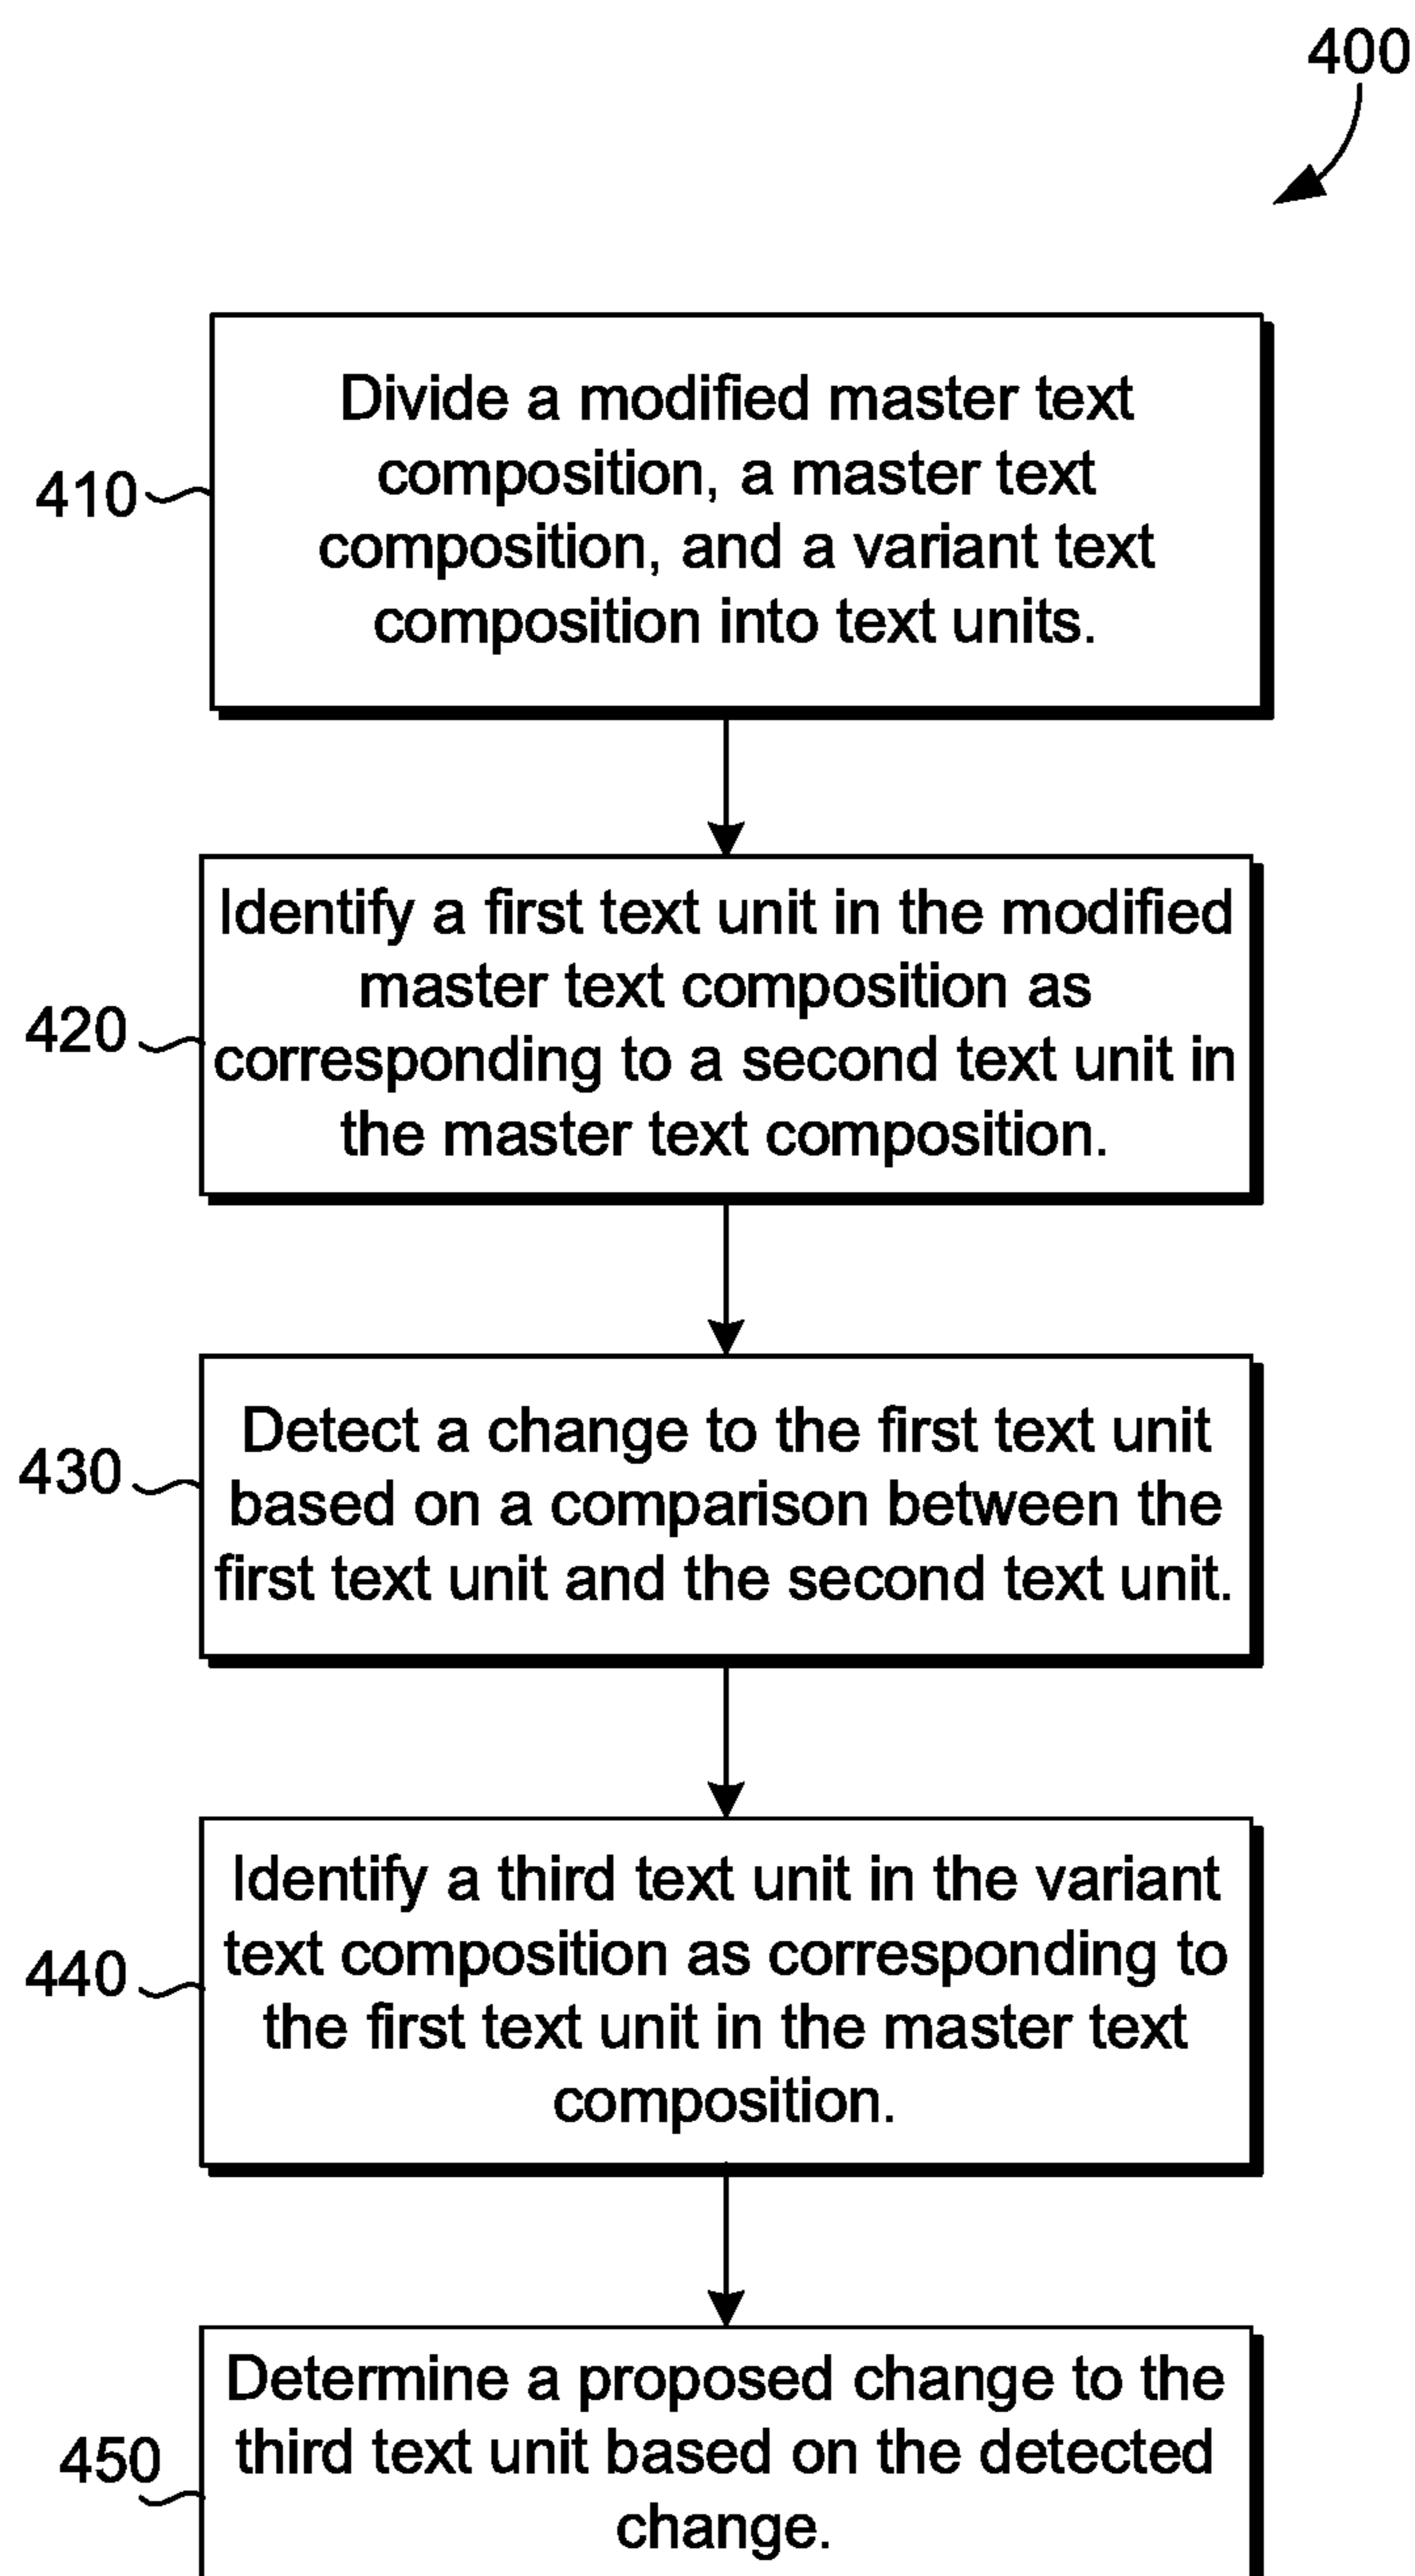 400
410
Divide a modified master text
composition, a master text
composition, and a variant text
composition into text units.
420
Identify a first text unit in the modified
master text composition as
corresponding to a second text unit in
the master text composition.
430
Detect a change to the first text unit
based on a comparison between the
first text unit and the second text unit.
440
Identify a third text unit in the variant
text composition as corresponding to
the first text unit in the master text
composition.
450
Determine a proposed change to the
third text unit based on the detected
change.